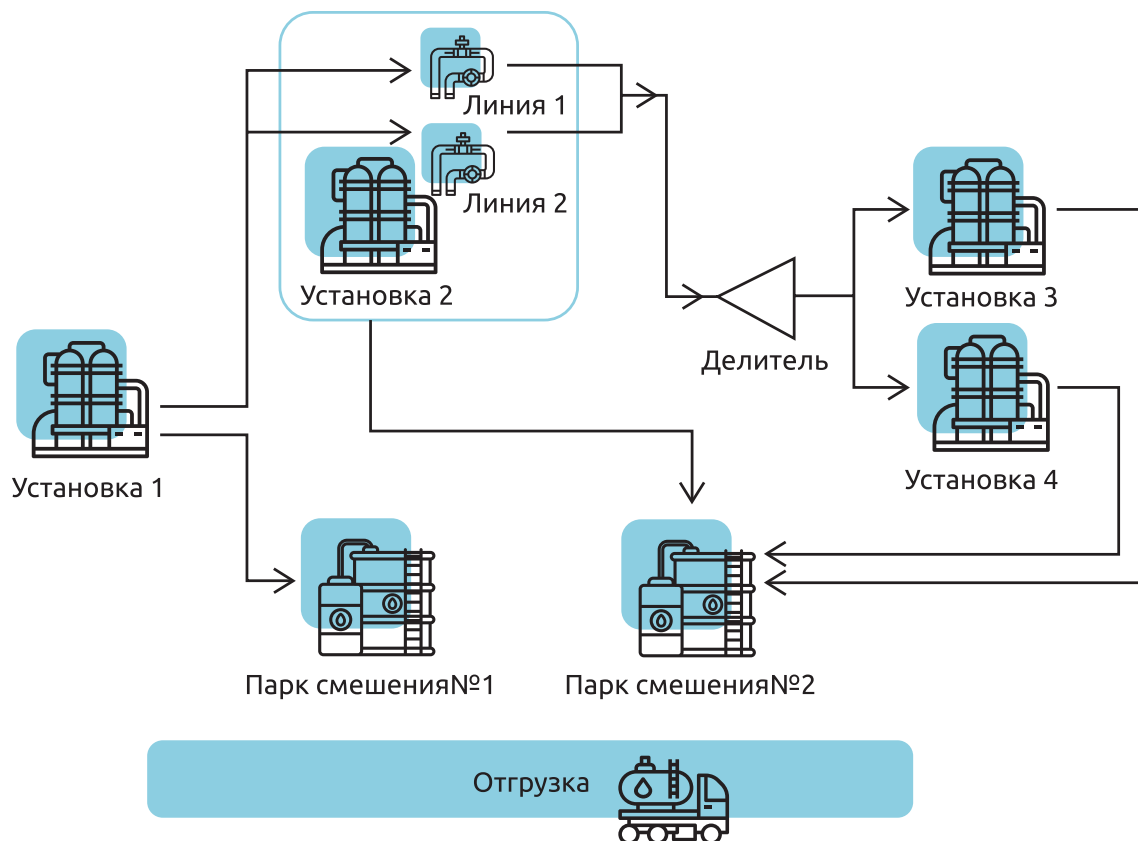 Линия 1
Линия 2
Установка 2
Установка 3
Делитель
Установка 4
Установка 1
Парк смешения№1
Парк смешения№2
Отгрузка